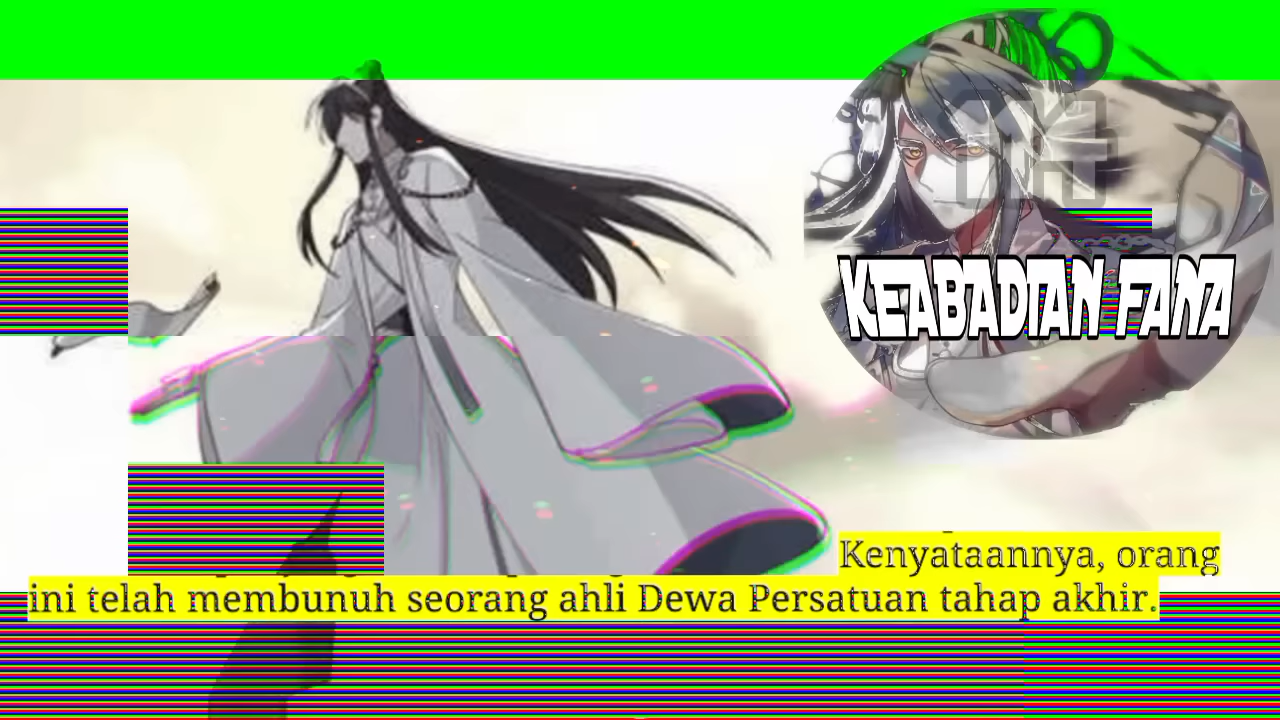 KEABADIAN FANA
Kenyataannya, orang
ini telah membunuh seorang ahli Dewa Persatuan tahap akhir.